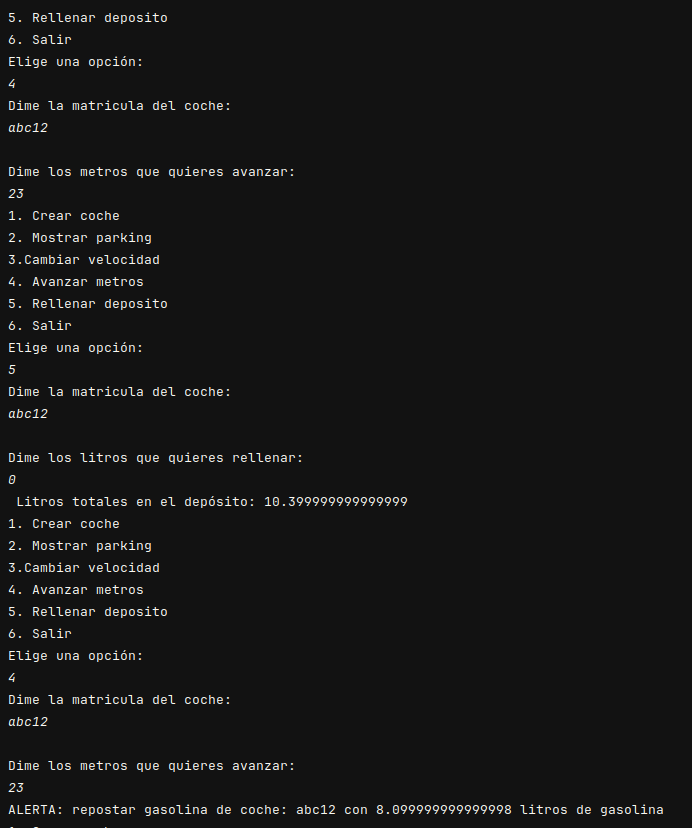 5. Rellenar deposito
6. Salir
Elige una opción:
4
Dime la matricula del coche:
abc12
Dime los metros que quieres avanzar:
23
1. Crear coche
2. Mostrar parking
3.Cambiar velocidad
4. Avanzar metros
5. Rellenar deposito
6. Salir
Elige una opción:
5
Dime la matricula del coche:
abc12
Dime los litros que quieres rellenar:
0
Litros totales en el depósito: 10.399999999999999
1. Crear coche
2. Mostrar parking
3.Cambiar velocidad
4. Avanzar metros
5. Rellenar deposito
6. Salir
Elige una opción:
4
Dime la matricula del coche:
abc12
Dime los metros que quieres avanzar:
23
ALERTA: repostar gasolina de coche: abc12 con 8.099999999999998 litros de gasolina